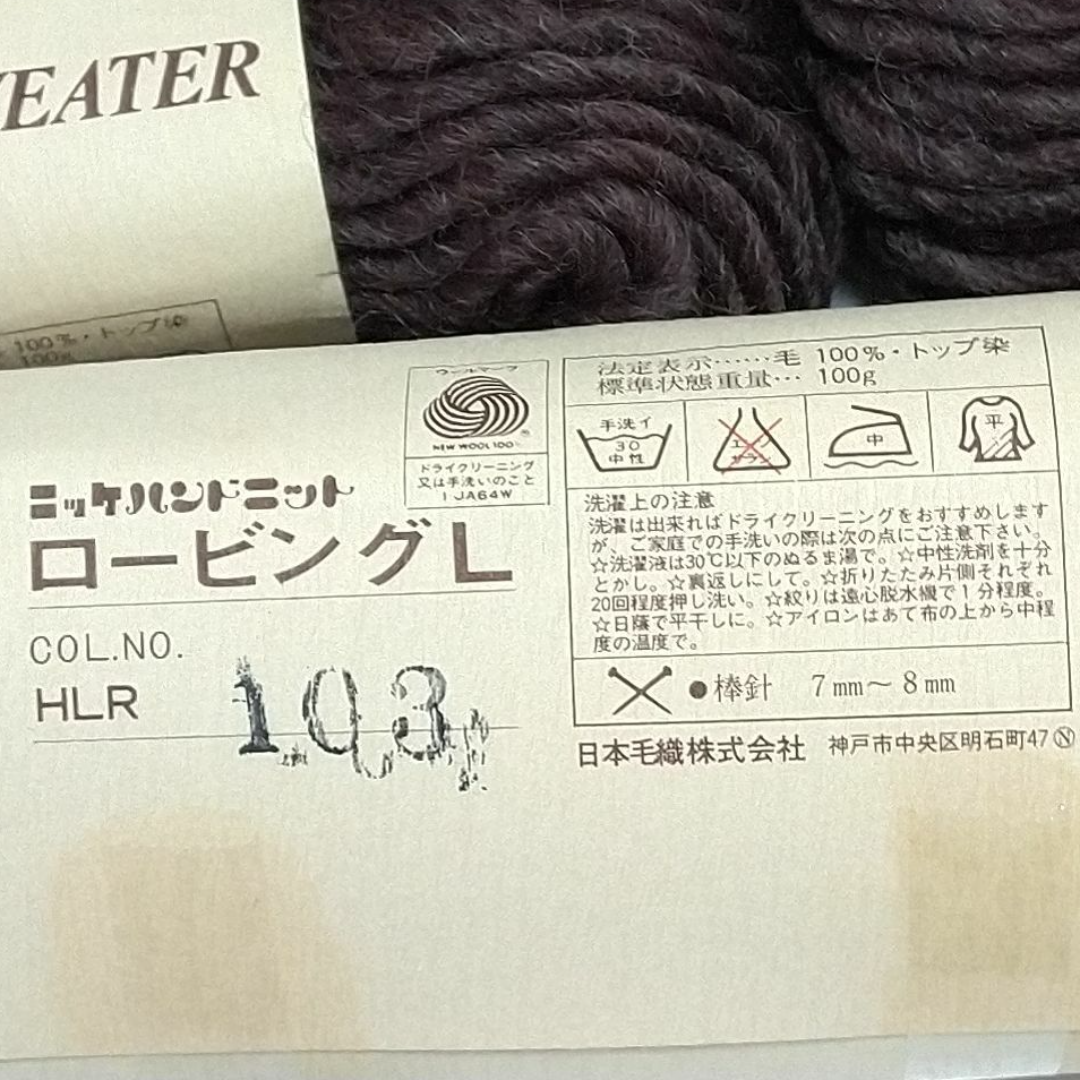 EATER
100%・トップ染
100g
ウールマーク
NEW WOOL 100%
ドライクリーニング
又は手洗いのこと
1 JA64W
ニッケハンドニット
ローピングL
COL.NO.
HLR
103
法定表示……毛 100%・トップ染
標準状態重量… 100g
手洗イ
30
中性
エンソ
サラシ
中
平
洗濯上の注意
洗濯は出来ればドライクリーニングをおすすめします
が、ご家庭での手洗いの際は次の点にご注意下さい。
☆洗濯液は30℃以下のぬるま湯で。☆中性洗剤を十分
とかし。☆裏返しにして。☆折りたたみ片側それぞれ
20回程度押し洗い。☆絞りは遠心脱水機で1分程度。
☆日蔭で平干しに。☆アイロンはあて布の上から中程
度の温度で。
●棒針 7mm〜8mm
日本毛織株式会社 神戸市中央区明石町47 Ⓝ